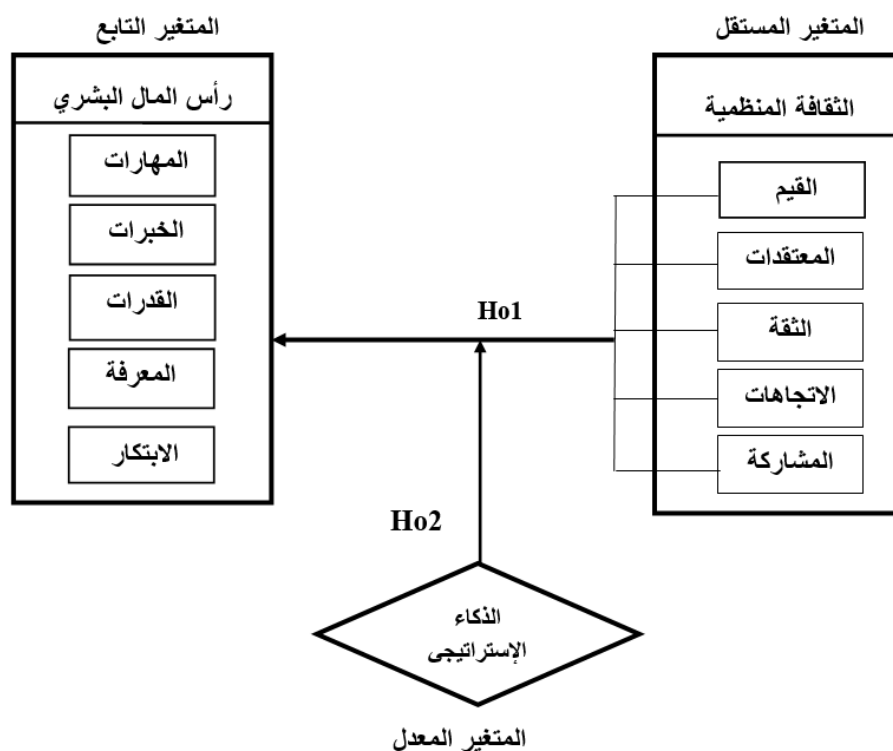 المتغير المستقل
الثقافة المنظمية
القيم
المعتقدات
الثقة
الاتجاهات
المشاركة
Ho1
Ho2
المتغير التابع
رأس المال البشري
المهارات
الخبرات
القدرات
المعرفة
الابتكار
الذكاء
الإستراتيجى
المتغير المعدل